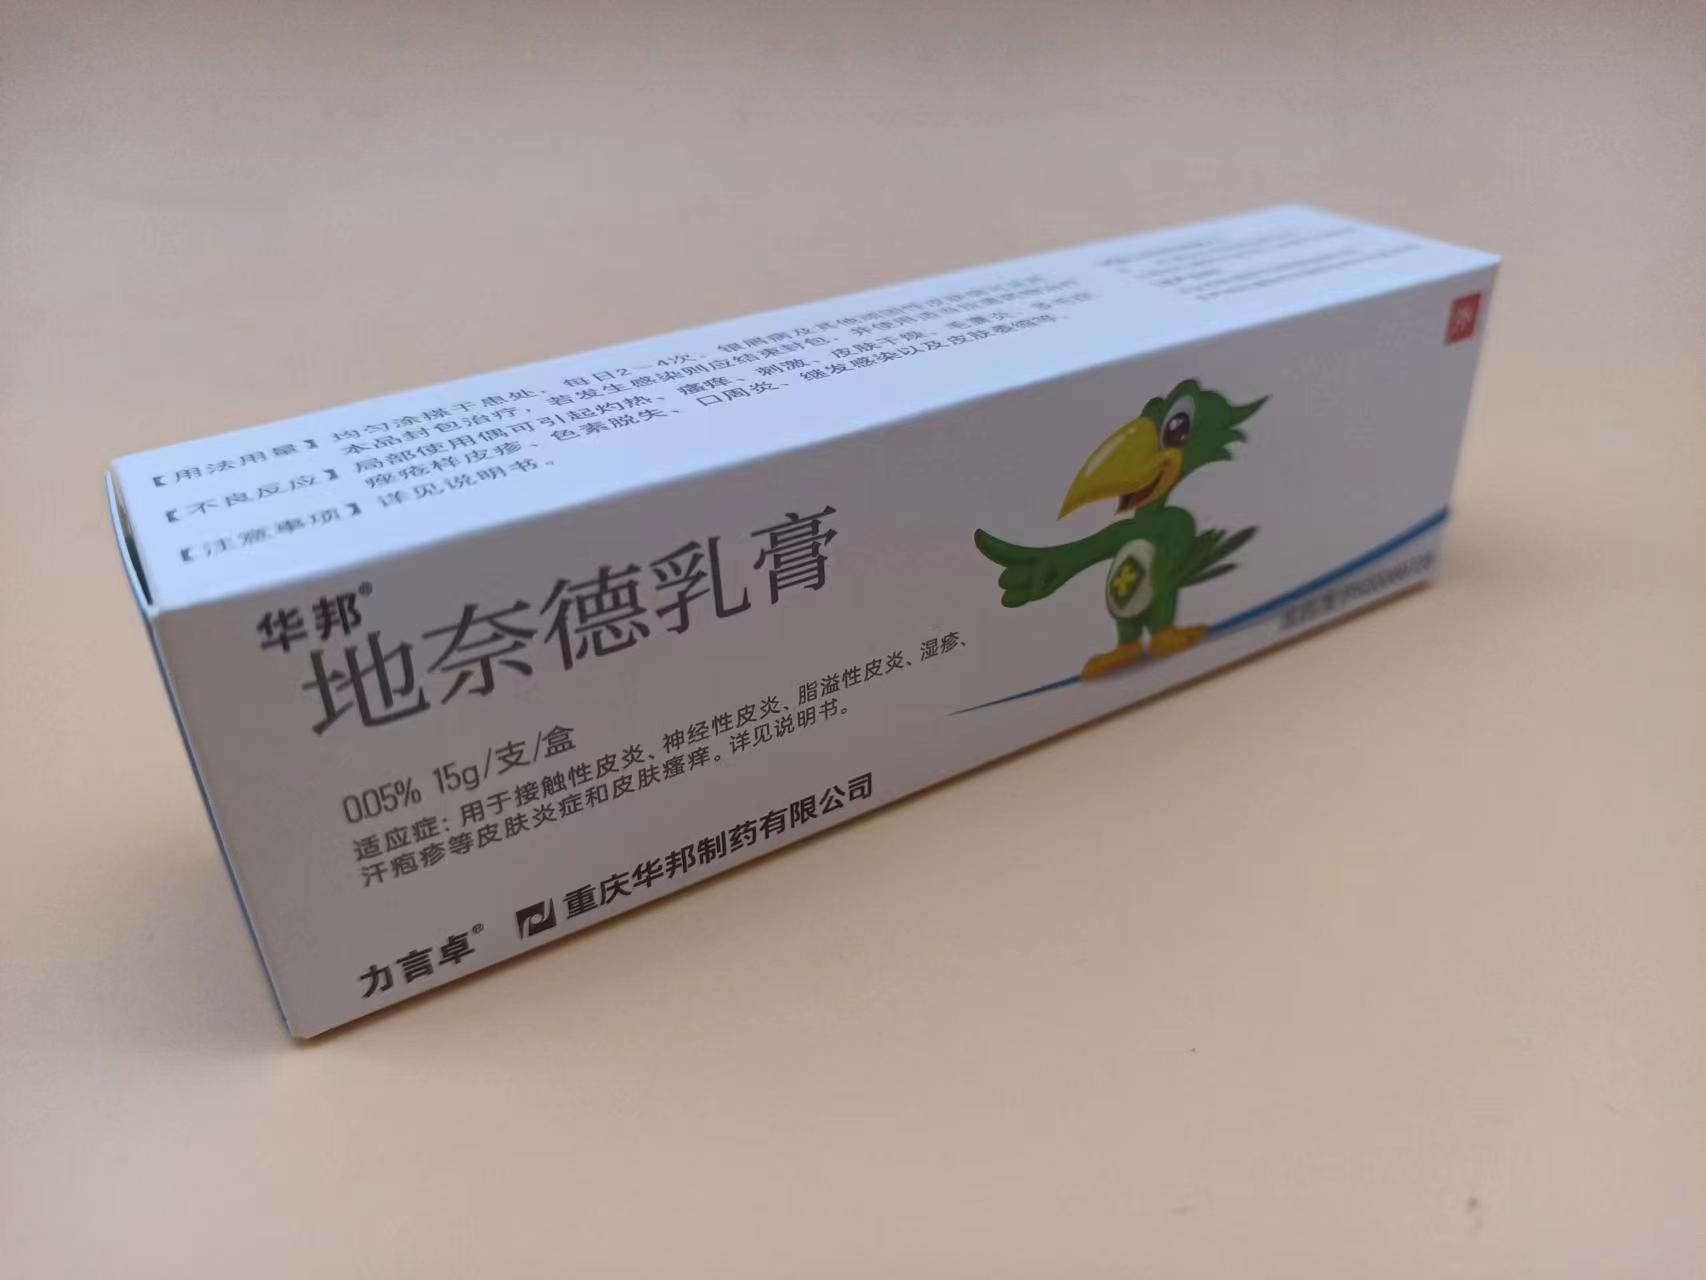 【用法用量】均匀涂搽于患处，每日2－4次。银屑病及其他顽固性皮肤病可采用
本品封包治疗，若发生感染则应结束封包，并使用适当抗菌药物治疗
【不良反应】局部使用偶可引起灼热、瘙痒、刺激、皮肤干燥、毛囊炎、多毛症、
痤疮样皮疹、色素脱失、口周炎、继发感染以及皮肤萎缩等。
【注意事项】详见说明书。
外
华邦®
地奈德乳膏
0.05% 15g/支/盒
适应症：用于接触性皮炎、神经性皮炎、脂溢性皮炎、湿疹、
汗疱疹等皮肤炎症和皮肤瘙痒。详见说明书。
力言卓® 重庆华邦制药有限公司